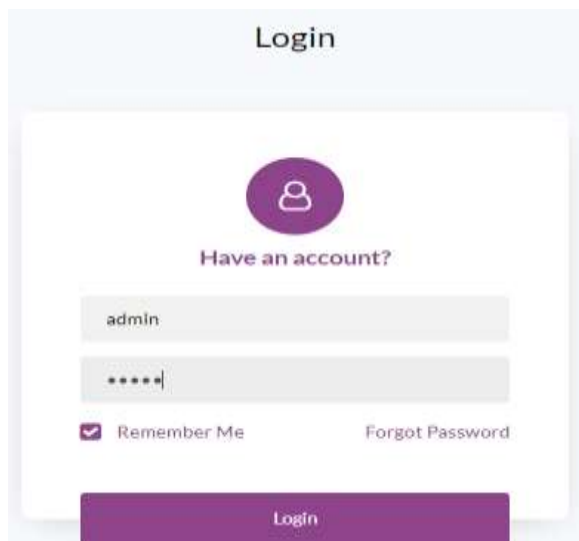 Login
Have an account?
admin
•••••
Remember Me Forgot Password
Login